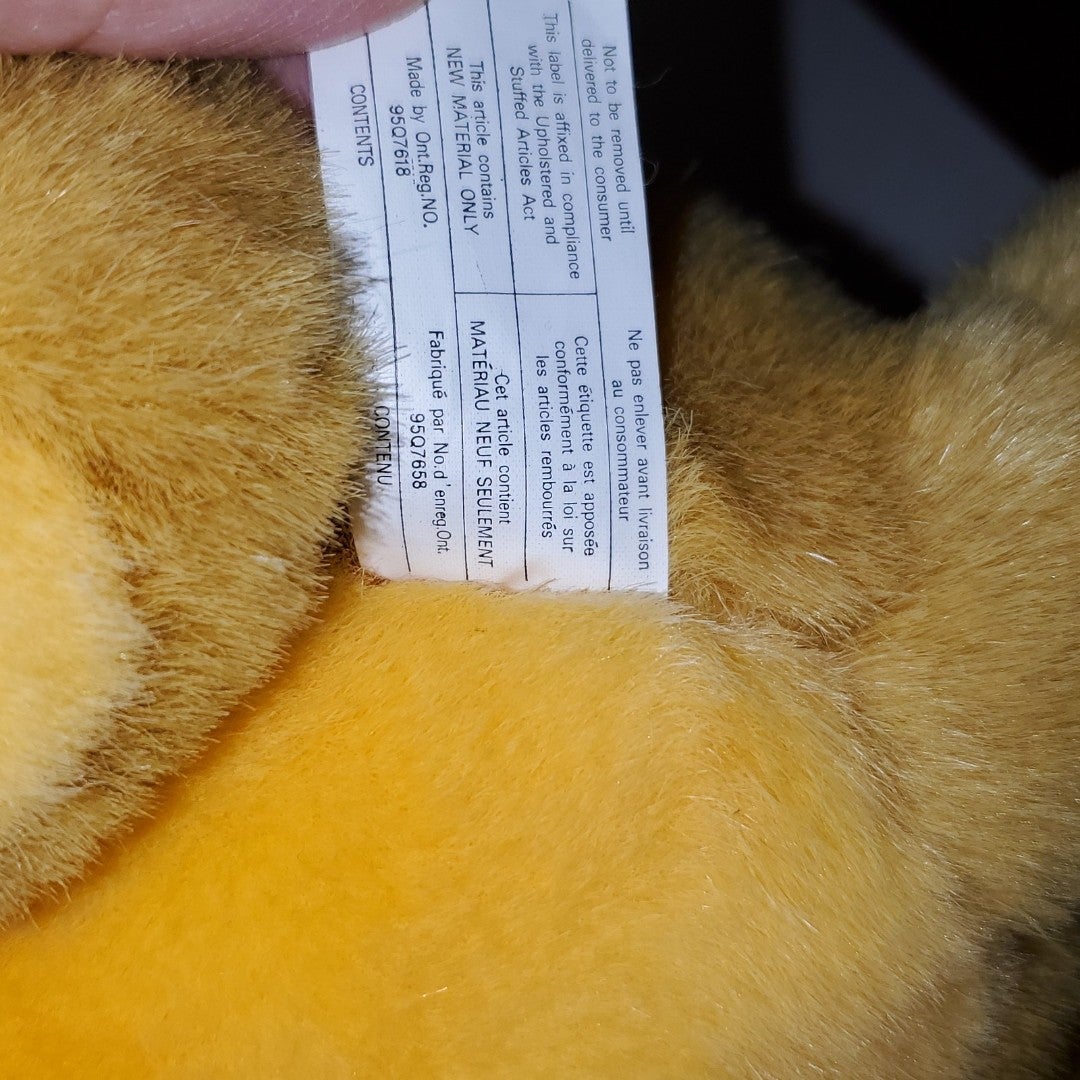 Not to be removed until
delivered to the consumer
Ne pas enlever avant livraison
au consommateur
This label is affixed in compliance
with the Upholstered and
Stuffed Articles Act
Cette étiquette est apposée
conformément à la loi sur
les articles rembourrés
This article contains
NEW MATERIAL ONLY
Cet article contient
MATÉRIAU NEUF SEULEMENT
Made by Ont.Reg.NO.
95Q7618
Fabriqué par No.d'enreg.Ont.
95Q7658
CONTENTS
CONTENU